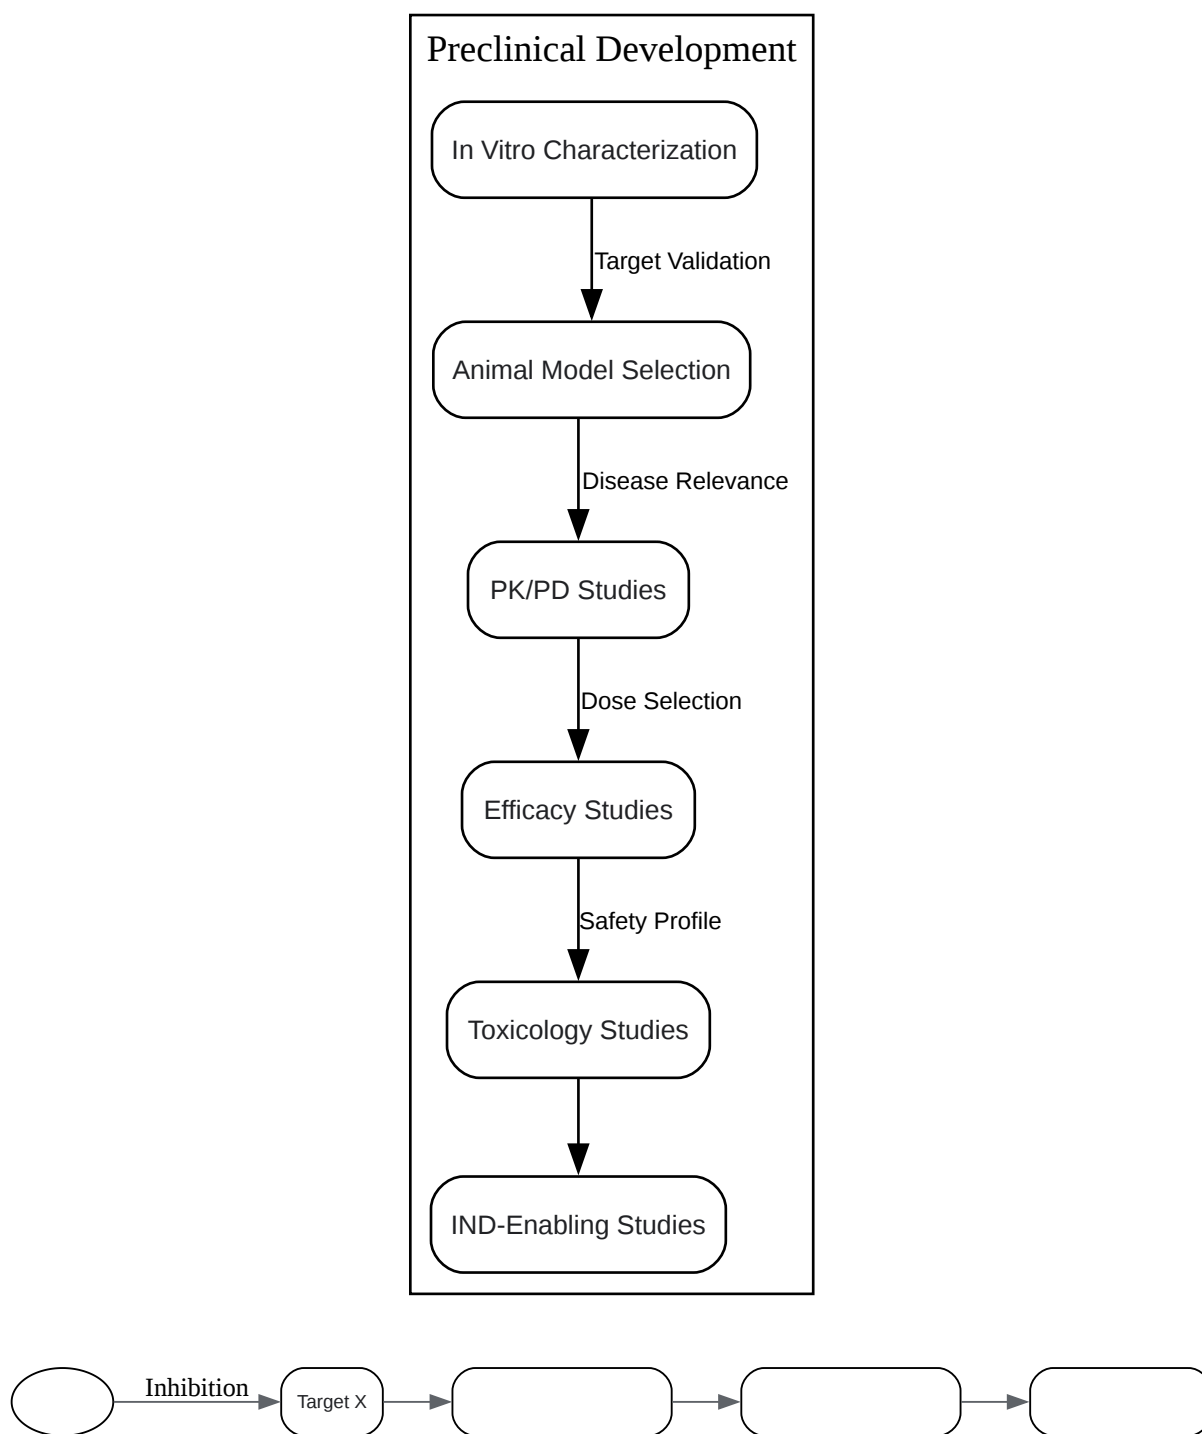 Preclinical Development
In Vitro Characterization
Target Validation
Animal Model Selection
Disease Relevance
PK/PD Studies
Dose Selection
Efficacy Studies
Safety Profile
Toxicology Studies
IND-Enabling Studies
Inhibition
Target X